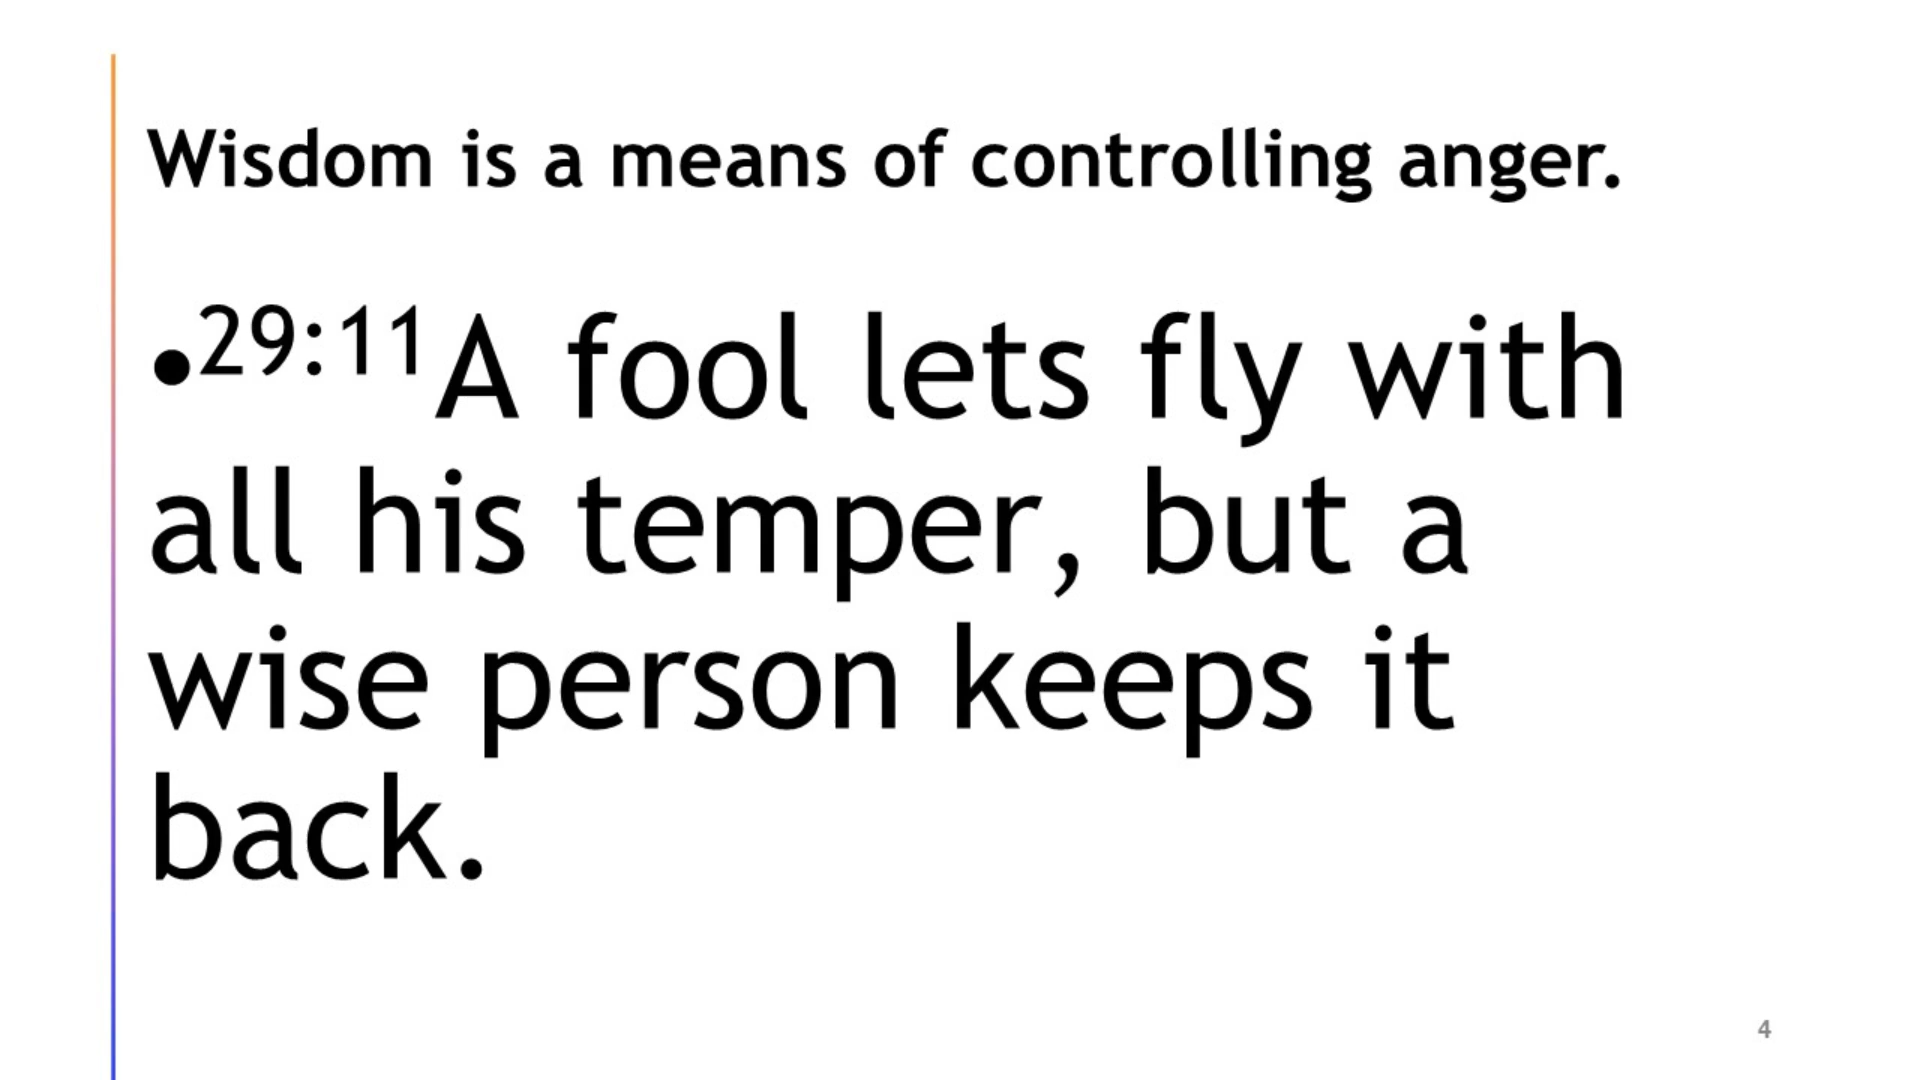 Wisdom is a means of controlling anger.
•29:11A fool lets fly with
all his temper, but a
wise person keeps it
back.
4